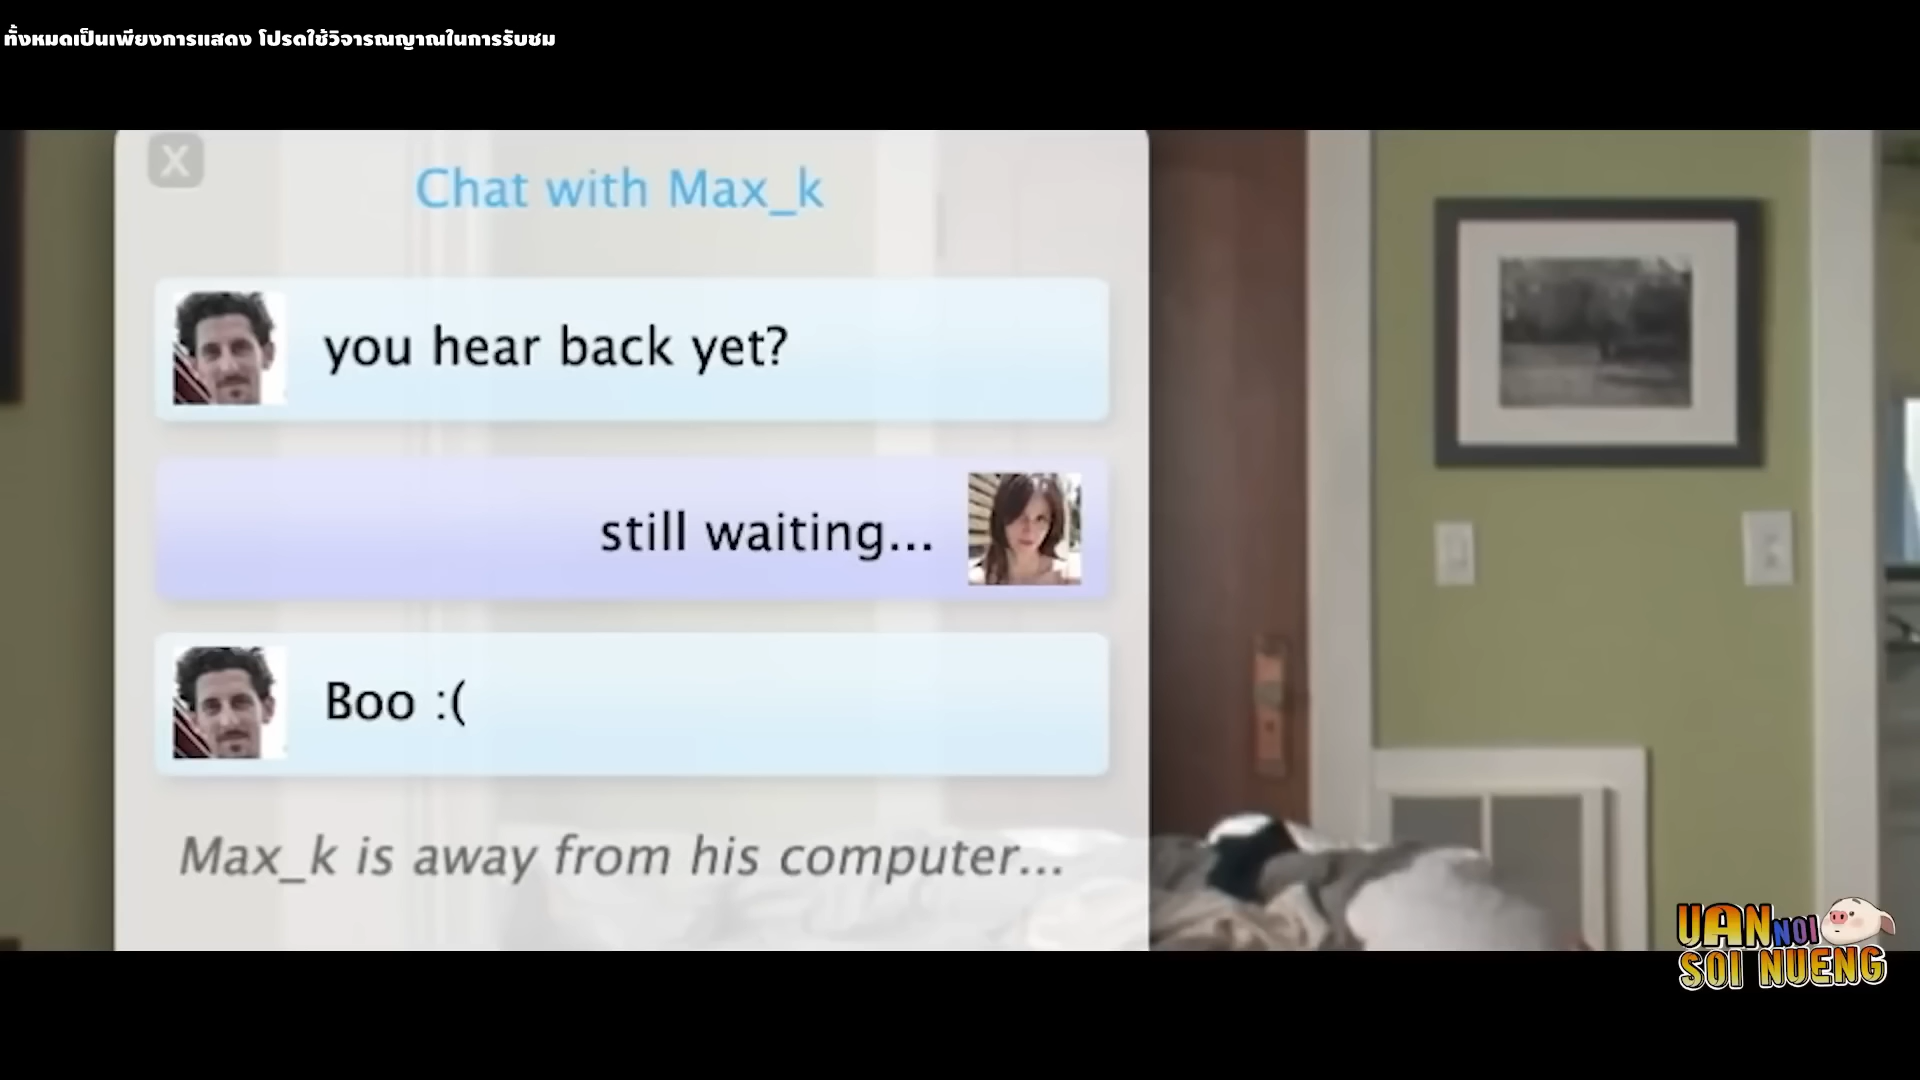 ทั้งหมดเป็นเพียงการแสดง โปรดใช้วิจารณญาณในการรับชม
X
Chat with Max_k
you hear back yet?
still waiting...
Boo :(
Max_k is away from his computer...
UAN NOI
SOI NUENG